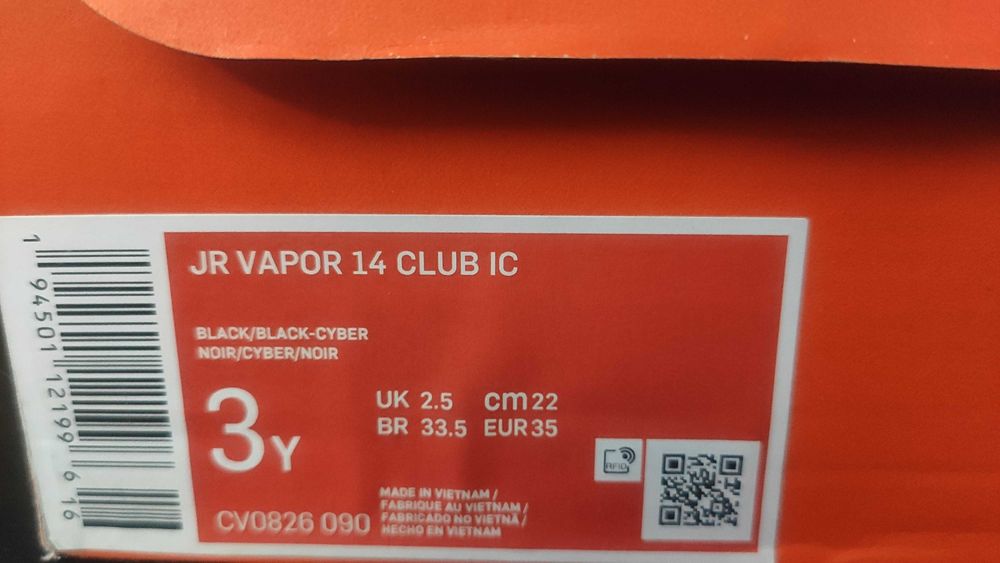 JR VAPOR 14 CLUB IC
BLACK/BLACK-CYBER
NOIR/CYBER/NOIR
3Y
UK 2.5 cm 22
BR 33.5 EUR 35
RFID
MADE IN VIETNAM /
FABRIQUE AU VIETNAM /
FABRICADO NO VIETNÃ /
HECHO EN VIETNAM
CV0826 090
1 94501 12199 6 16